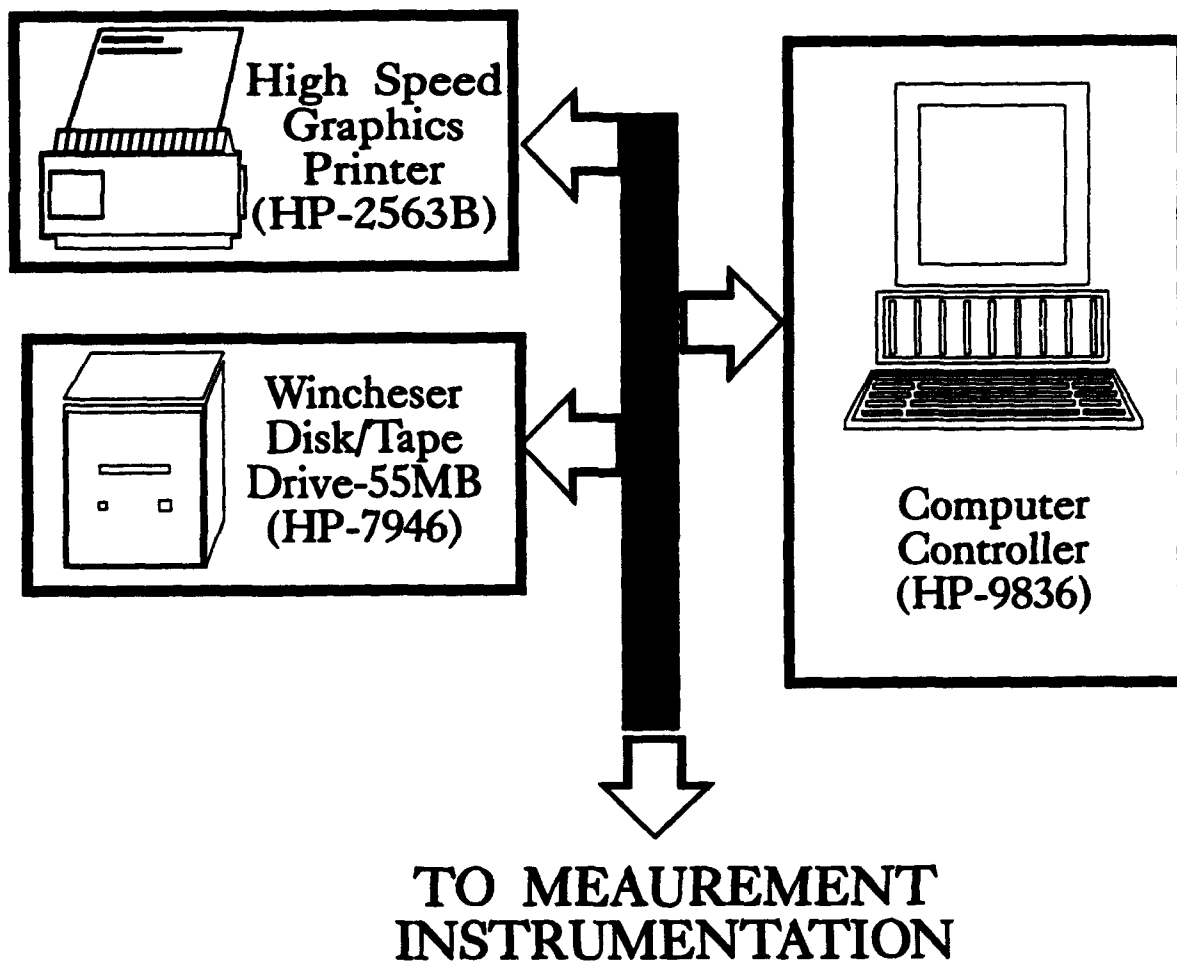 High Speed
Graphics
Printer
(HP-2563B)
Wincheser
Disk/Tape
Drive-55MB
(HP-7946)
Computer
Controller
(HP-9836)
TO MEAUREMENT
INSTRUMENTATION